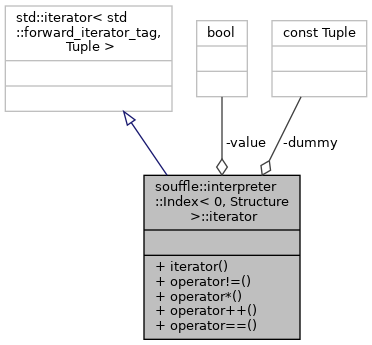 std::iterator< std
::forward_iterator_tag,
Tuple >
bool
const Tuple
-value
-dummy
souffle::interpreter
::Index< 0, Structure
>::iterator
+ iterator()
+ operator!=()
+ operator*()
+ operator++()
+ operator==()